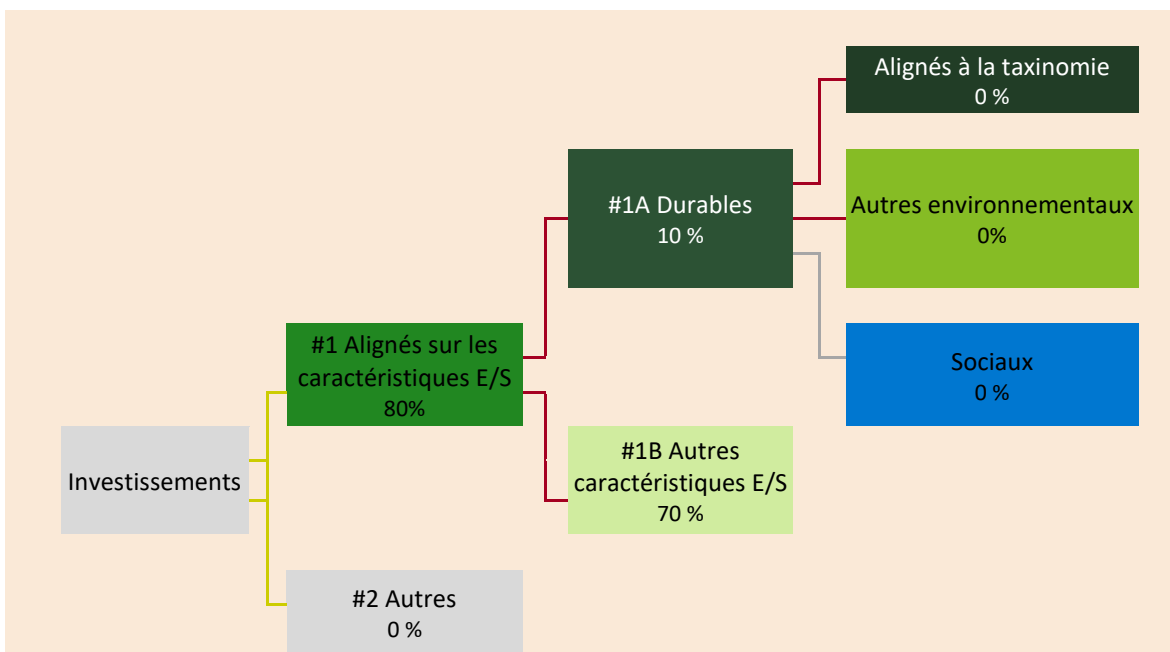 Alignés à la taxinomie
0 %
#1A Durables
10 %
Autres environnementaux
0%
#1 Alignés sur les
caractéristiques E/S
80%
Sociaux
0 %
Investissements
#1B Autres
caractéristiques E/S
70 %
#2 Autres
0 %